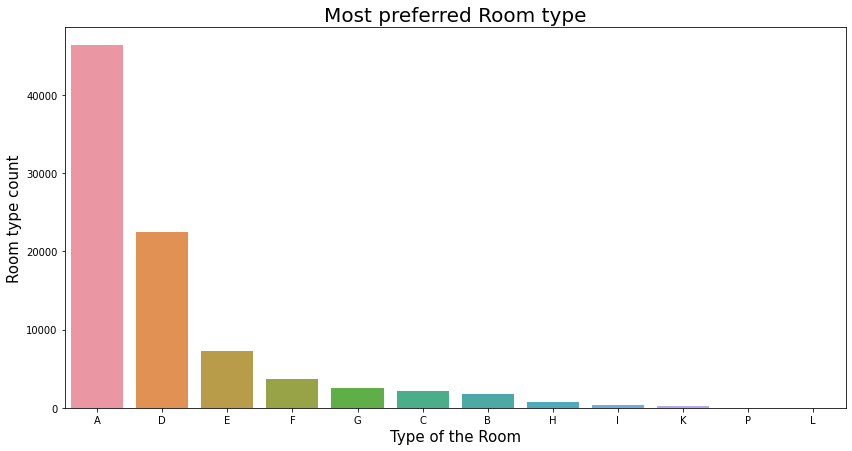 Most preferred Room type
Room type count
40000
30000
20000
10000
0
A D E F G C B H I K P L
Type of the Room